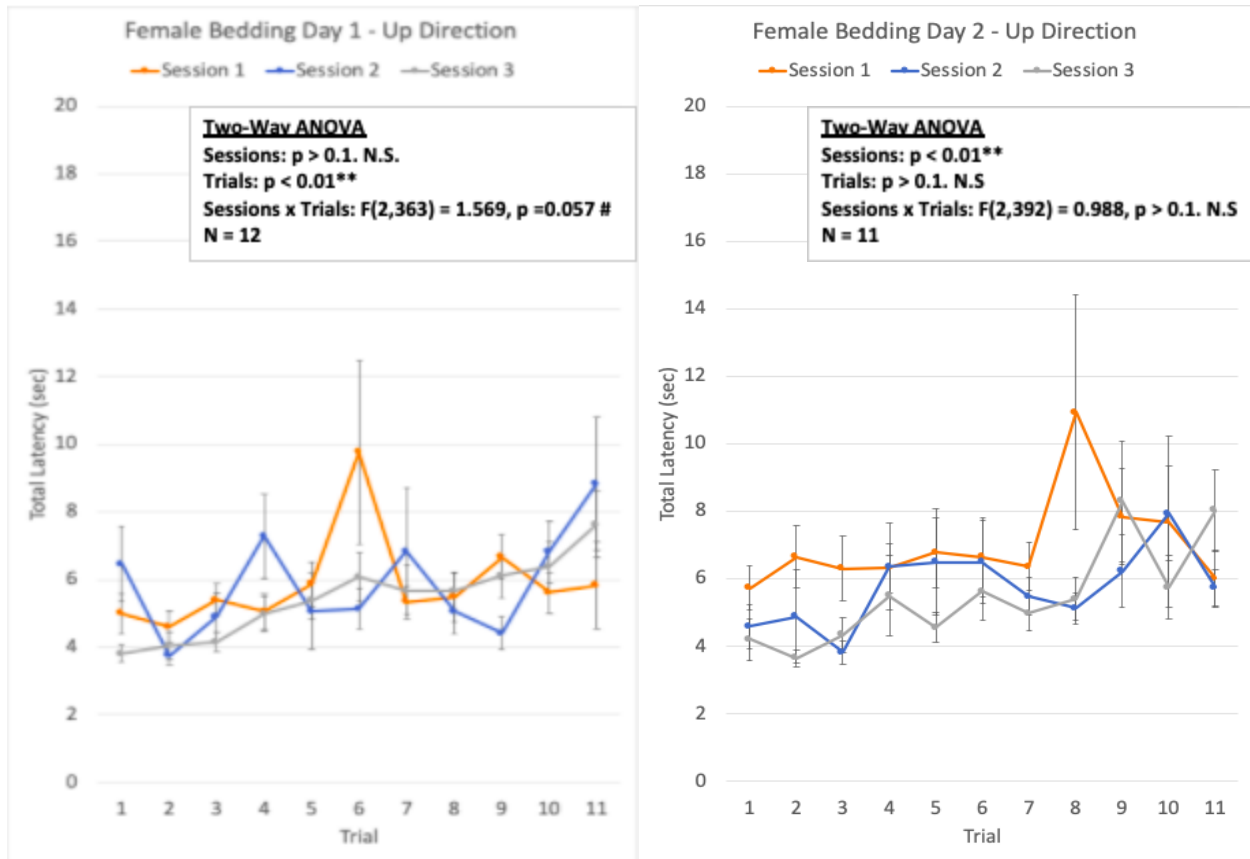 Female Bedding Day 1 - Up Direction
Session 1 Session 2 Session 3
Two-Way ANOVA
Sessions: p > 0.1. N.S.
Trials: p < 0.01**
Sessions x Trials: F(2,363) = 1.569, p =0.057 #
N = 12
Total Latency (sec)
20
18
16
14
12
10
8
6
4
2
0
1 2 3 4 5 6 7 8 9 10 11
Trial
Female Bedding Day 2 - Up Direction
Session 1 Session 2 Session 3
Two-Way ANOVA
Sessions: p < 0.01**
Trials: p > 0.1. N.S
Sessions x Trials: F(2,392) = 0.988, p > 0.1. N.S
N = 11
Total Latency (sec)
20
18
16
14
12
10
8
6
4
2
0
1 2 3 4 5 6 7 8 9 10 11
Trial